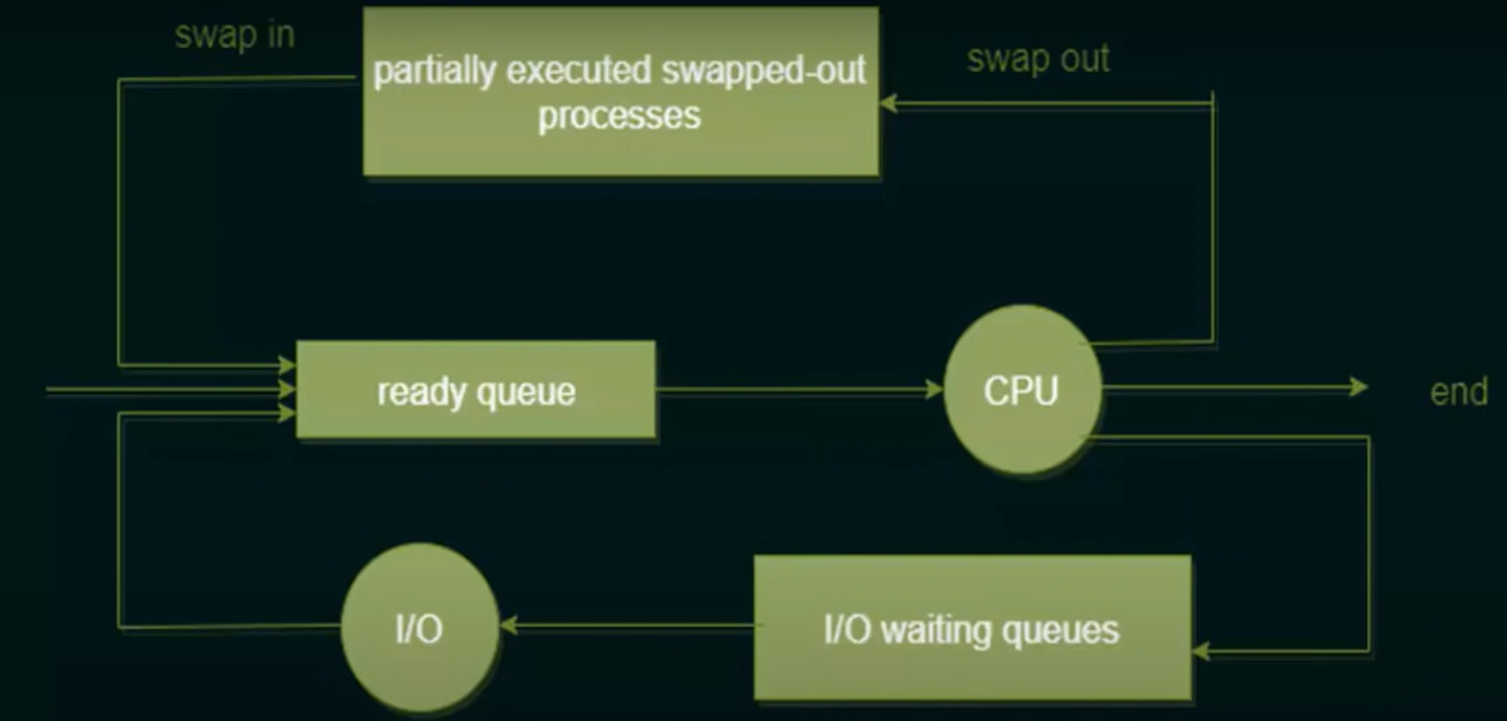 swap in
partially executed swapped-out
processes
swap out
ready queue
CPU
end
I/O
I/O waiting queues